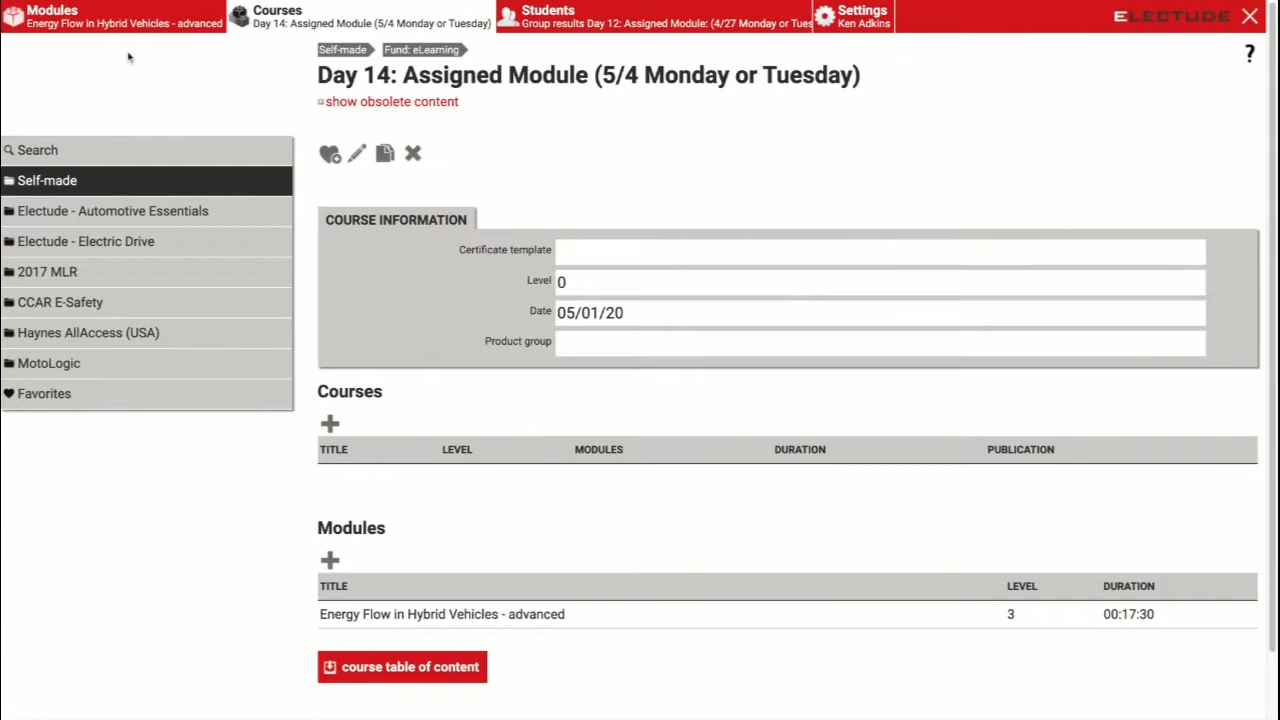 Modules
Energy Flow in Hybrid Vehicles - advanced
Courses
Day 14: Assigned Module (5/4 Monday or Tuesday)
Students
Group results Day 12: Assigned Module: (4/27 Monday or Tues
Settings
Ken Adkins
ELECTUDE
Self-made
Fund: eLearning
?
Day 14: Assigned Module (5/4 Monday or Tuesday)
show obsolete content
Search
Self-made
Electude - Automotive Essentials
Electude - Electric Drive
2017 MLR
CCAR E-Safety
Haynes AllAccess (USA)
MotoLogic
Favorites
COURSE INFORMATION
Certificate template
Level 0
Date 05/01/20
Product group
Courses
TITLE LEVEL MODULES DURATION PUBLICATION
Modules
TITLE LEVEL DURATION
Energy Flow in Hybrid Vehicles - advanced 3 00:17:30
course table of content